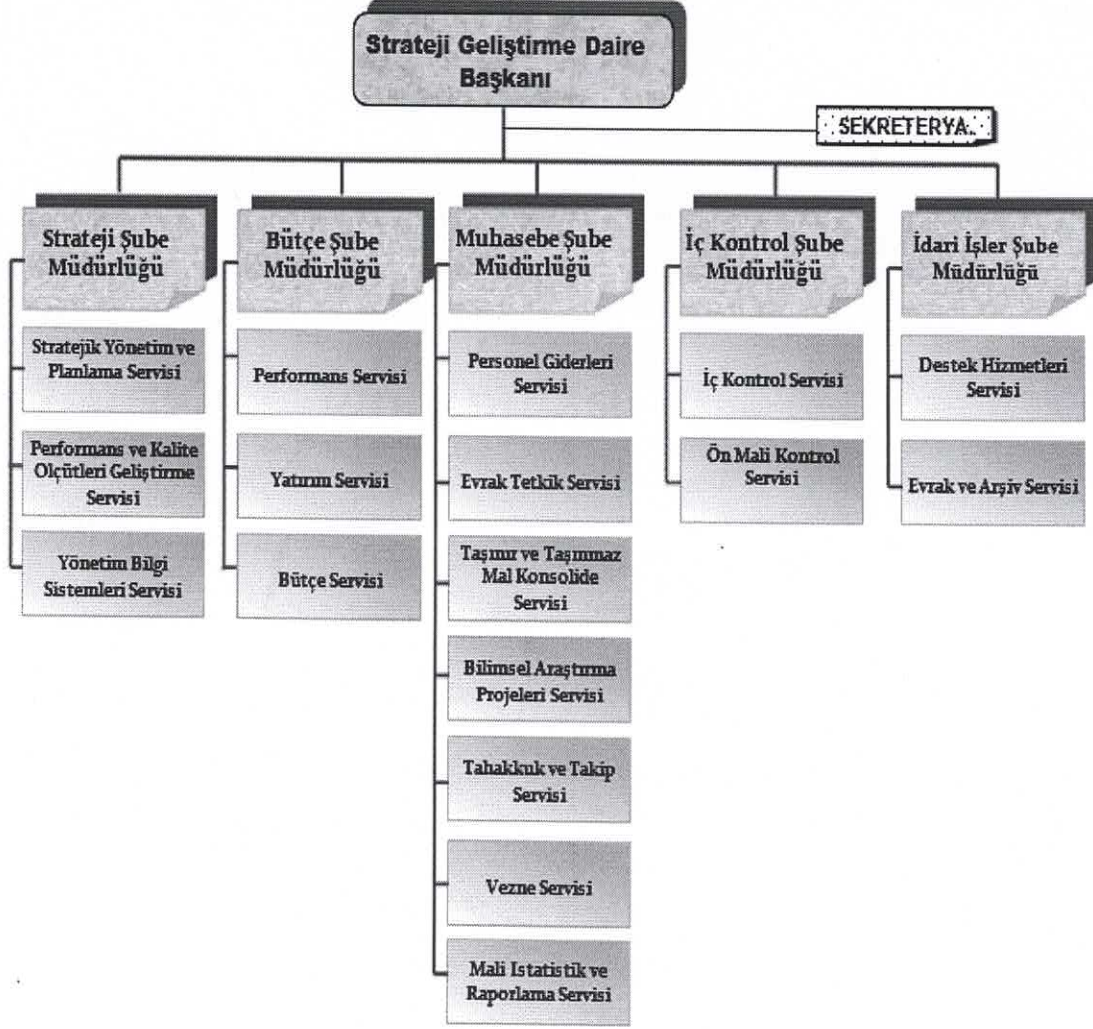 Strateji Geliştirme Daire
Başkanı
SEKRETERYA
Strateji Şube
Müdürlüğü
Stratejik Yönetim ve
Planlama Servisi
Performans ve Kalite
Olçütleri Geliştirme
Servisi
Yönetim Bilgi
Sistemleri Servisi
Bütçe Şube
Müdürlüğü
Performans Servisi
Yatırım Servisi
Bütçe Servisi
Muhasebe Şube
Müdürlüğü
Personel Giderleri
Servisi
Evrak Tetkik Servisi
Taşınır ve Taşınmaz
Mal Konsolide
Servisi
Bilimsel Araştırma
Projeleri Servisi
Tahakkuk ve Takip
Servisi
Vezne Servisi
Mali Istatistik ve
Raporlama Servisi
İç Kontrol Şube
Müdürlüğü
İç Kontrol Servisi
Ön Mali Kontrol
Servisi
İdari İşler Şube
Müdürlüğü
Destek Hizmetleri
Servisi
Evrak ve Arşiv Servisi